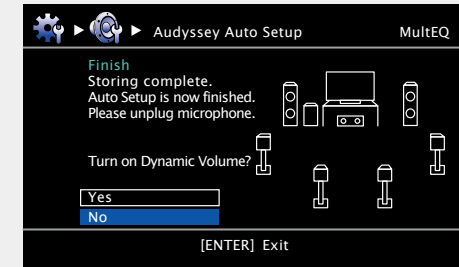 Audyssey Auto Setup MultEQ
Finish
Storing complete.
Auto Setup is now finished.
Please unplug microphone.
Turn on Dynamic Volume?
Yes
No
[ENTER] Exit